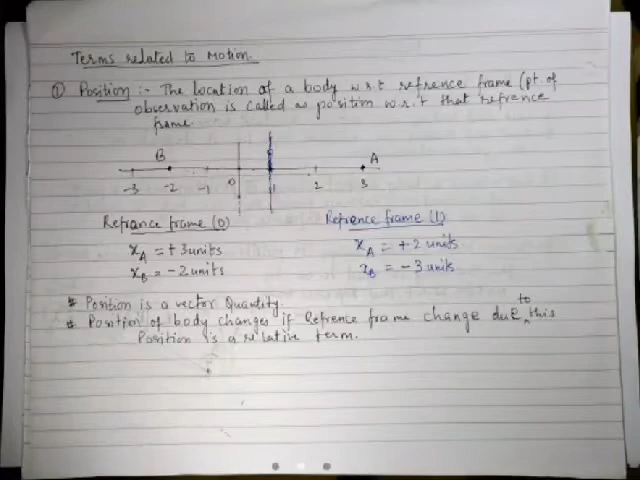 Terms related to Motion.
① Position :- The location of a body w.r.t refrence frame (pt. of
observation is called as position w.r.t that refrence
frame.
B A
-3 -2 -1 0 1 2 3
Refrance frame (0) Refrence frame (1)
xA = +3 units xA = +2 units
xB = -2 units xB = -3 units
* Position is a vector Quantity.
* Position of body changes if Refrence frame change due to this
Position is a relative term.